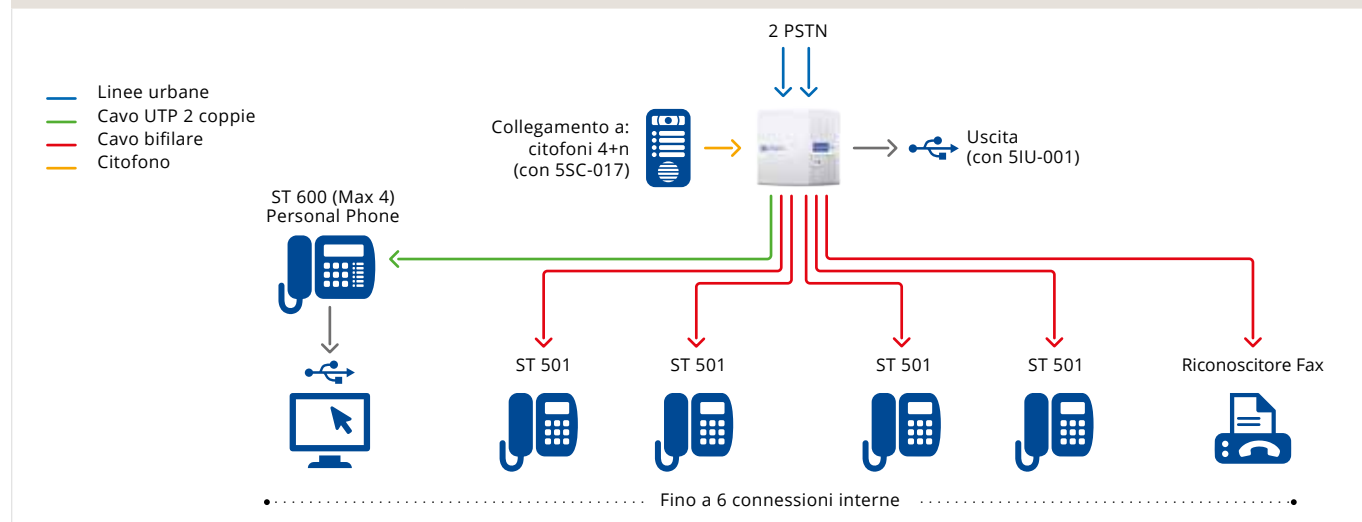 2 PSTN
Linee urbane
Cavo UTP 2 coppie
Cavo bifilare
Citofono
Collegamento a:
citofoni 4+n
(con 5SC-017)
Uscita
(con 5IU-001)
ST 600 (Max 4)
Personal Phone
ST 501
ST 501
ST 501
ST 501
Riconoscitore Fax
Fino a 6 connessioni interne